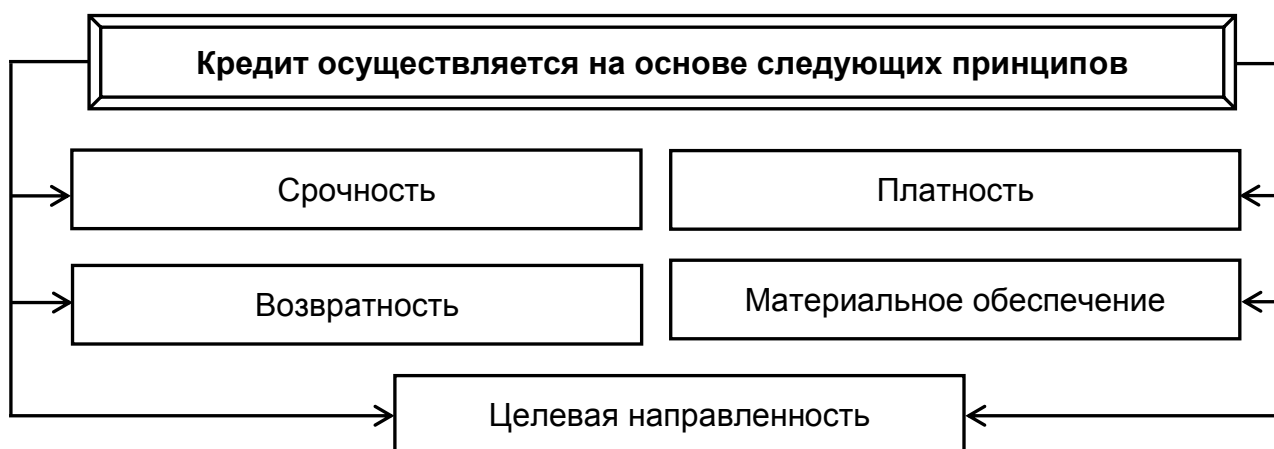 Кредит осуществляется на основе следующих принципов
Срочность
Платность
Возвратность
Материальное обеспечение
Целевая направленность